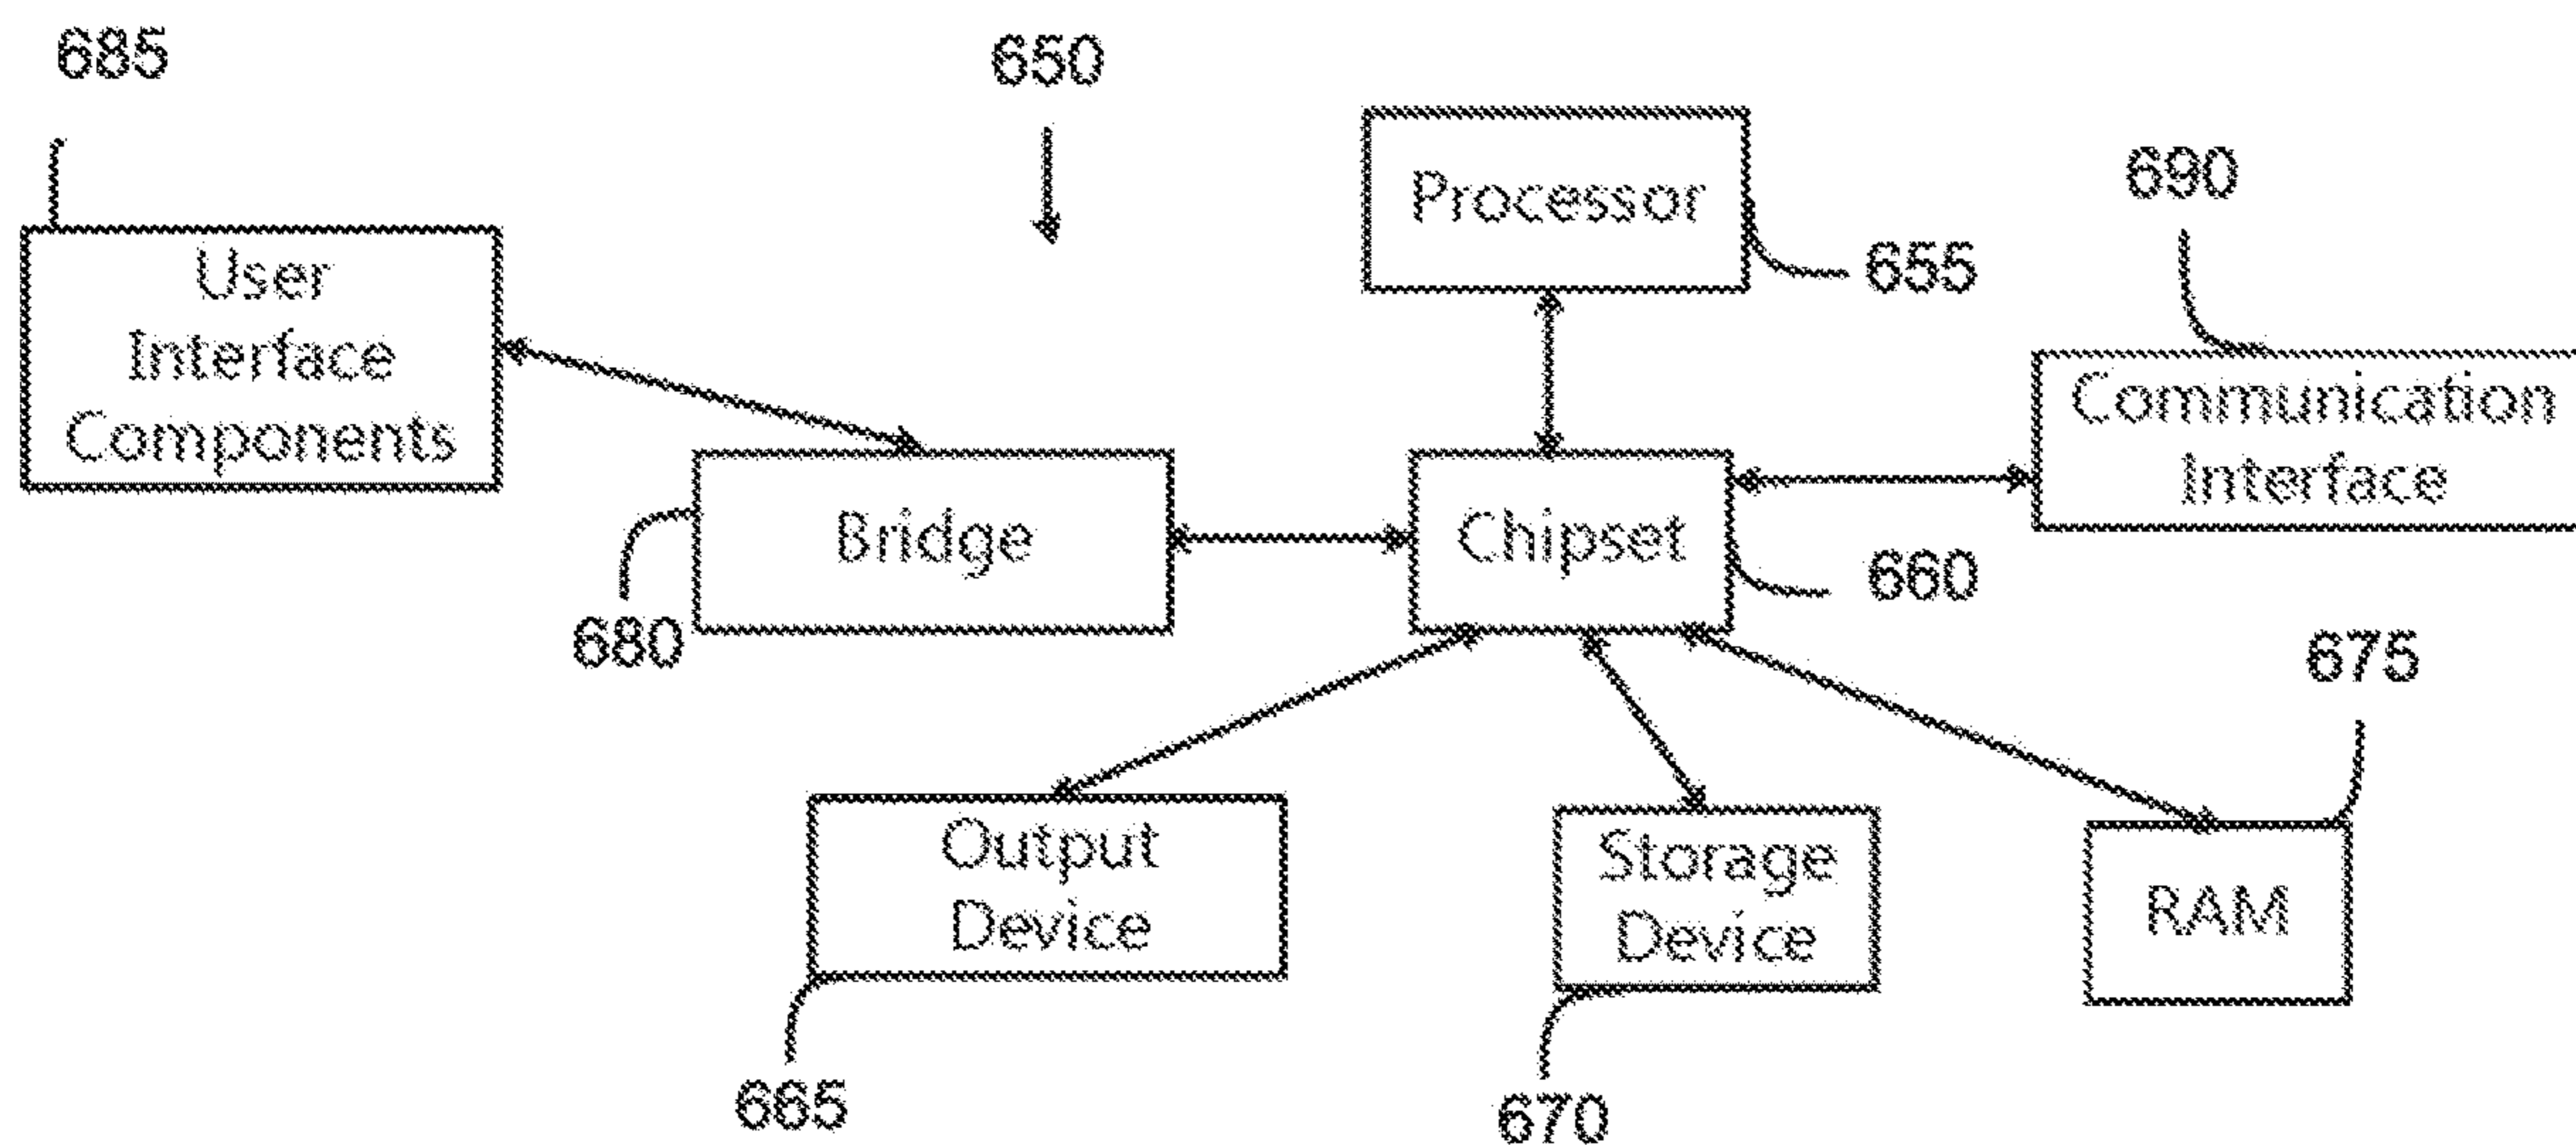 685
650
Processor
690
655
User
Interface
Components
Communication
Interface
Bridge
Chipset
660
680
675
Output
Device
Storage
Device
RAM
665
670